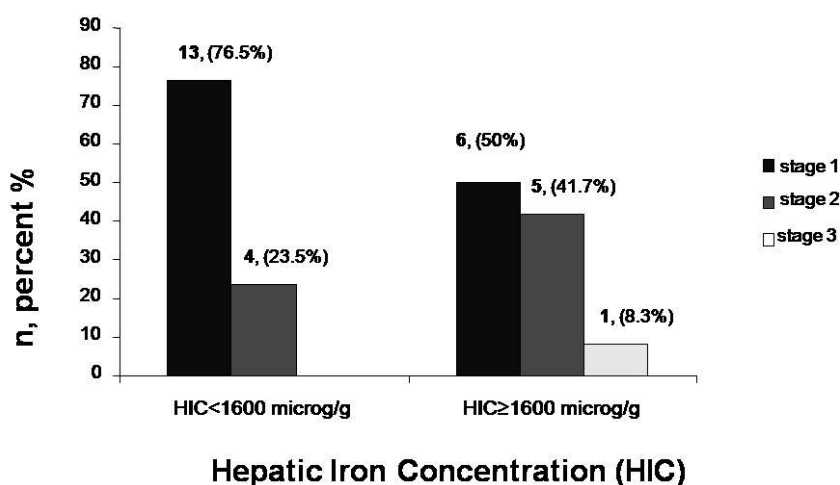 n, percent %
90
80
70
60
50
40
30
20
10
0
13, (76.5%)
4, (23.5%)
6, (50%)
5, (41.7%)
1, (8.3%)
HIC<1600 microg/g
HIC≥1600 microg/g
Hepatic Iron Concentration (HIC)
stage 1
stage 2
stage 3